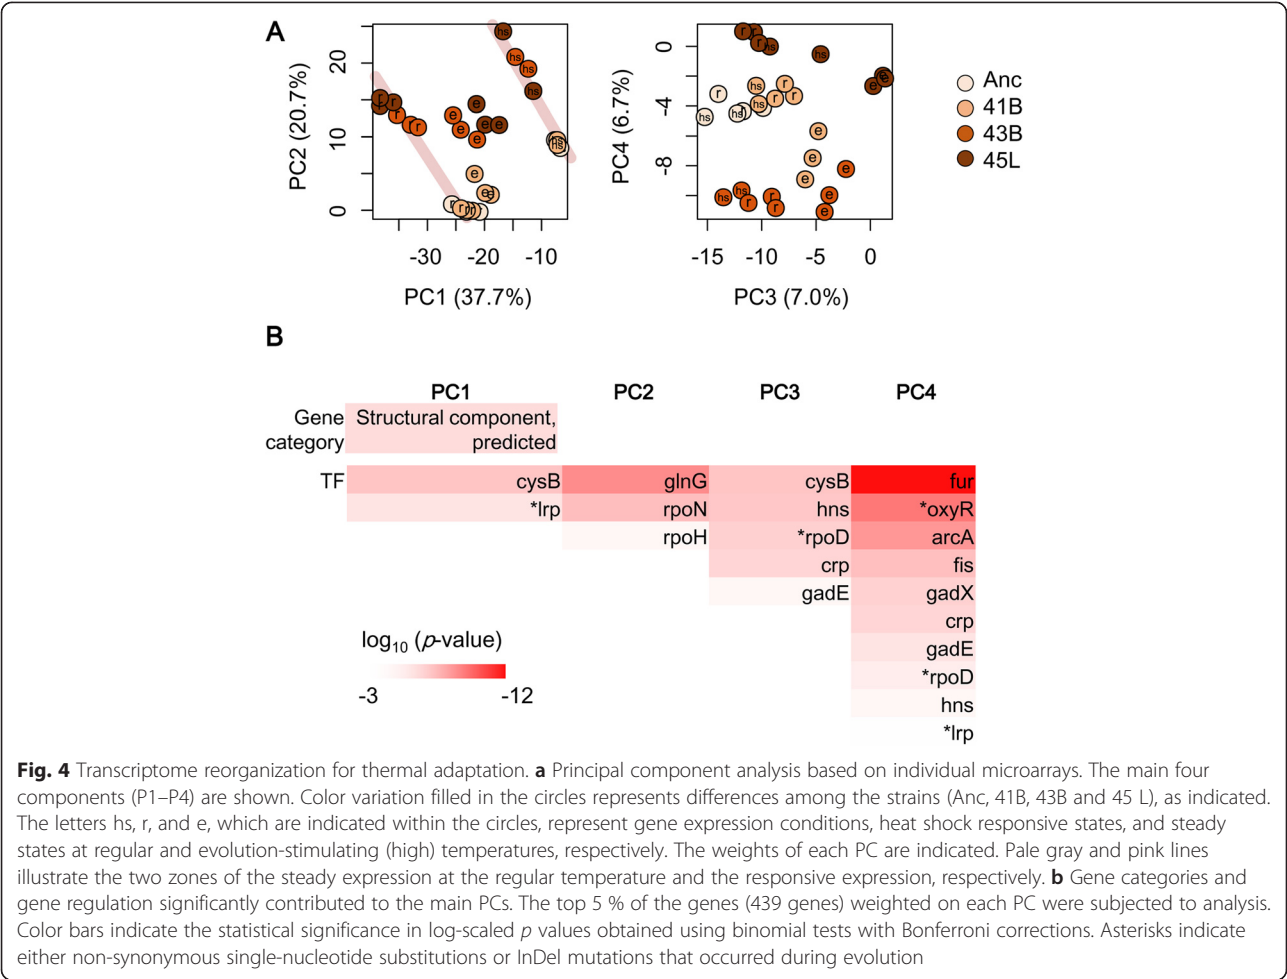 A
PC2 (20.7%)
20
10
0
-30 -20 -10
PC1 (37.7%)
hs hs hs hs hs
r r r r r r r r
e e e e e e e e e
PC4 (6.7%)
0
-4
-8
-15 -10 -5 0
PC3 (7.0%)
r r r hs e e
r hs e r r hs hs r
e e e e
hs hs r r r e e
Anc
41B
43B
45L
B
PC1 PC2 PC3 PC4
Gene Structural component,
category predicted
TF cysB glnG cysB fur
*lrp rpoN hns *oxyR
rpoH *rpoD arcA
crp fis
gadE gadX
crp
gadE
*rpoD
hns
*lrp
log10 (p-value)
-3 -12
Fig. 4 Transcriptome reorganization for thermal adaptation. a Principal component analysis based on individual microarrays. The main four
components (P1–P4) are shown. Color variation filled in the circles represents differences among the strains (Anc, 41B, 43B and 45 L), as indicated.
The letters hs, r, and e, which are indicated within the circles, represent gene expression conditions, heat shock responsive states, and steady
states at regular and evolution-stimulating (high) temperatures, respectively. The weights of each PC are indicated. Pale gray and pink lines
illustrate the two zones of the steady expression at the regular temperature and the responsive expression, respectively. b Gene categories and
gene regulation significantly contributed to the main PCs. The top 5 % of the genes (439 genes) weighted on each PC were subjected to analysis.
Color bars indicate the statistical significance in log-scaled p values obtained using binomial tests with Bonferroni corrections. Asterisks indicate
either non-synonymous single-nucleotide substitutions or InDel mutations that occurred during evolution